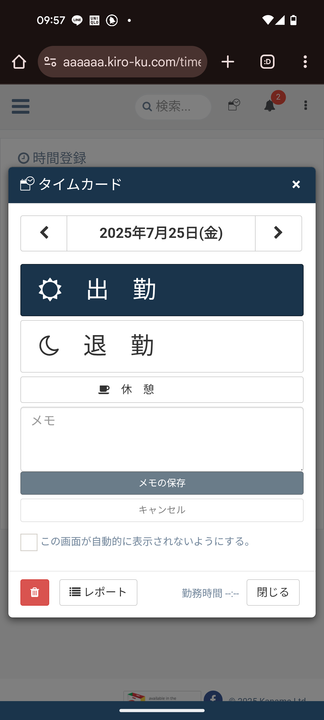 09:57
aaaaaa.kiro-ku.com/time
検索...
2
時間登録
タイムカード
2025年7月25日(金)
出 勤
退 勤
休 憩
メモ
メモの保存
キャンセル
この画面が自動的に表示されないようにする。
レポート
勤務時間 --:--
閉じる